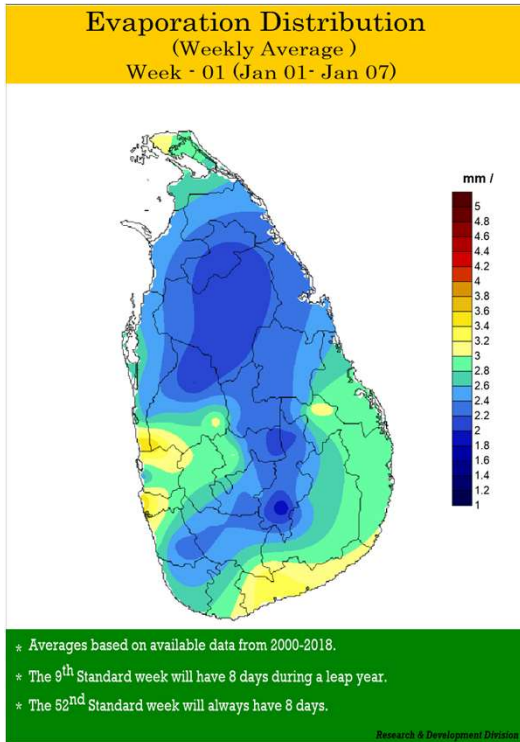 Evaporation Distribution
(Weekly Average )
Week - 01 (Jan 01- Jan 07)
mm /
5
4.8
4.6
4.4
4.2
4
3.8
3.6
3.4
3.2
3
2.8
2.6
2.4
2.2
2
1.8
1.6
1.4
1.2
1
* Averages based on available data from 2000-2018.
* The 9th Standard week will have 8 days during a leap year.
* The 52nd Standard week will always have 8 days.
Research & Development Division